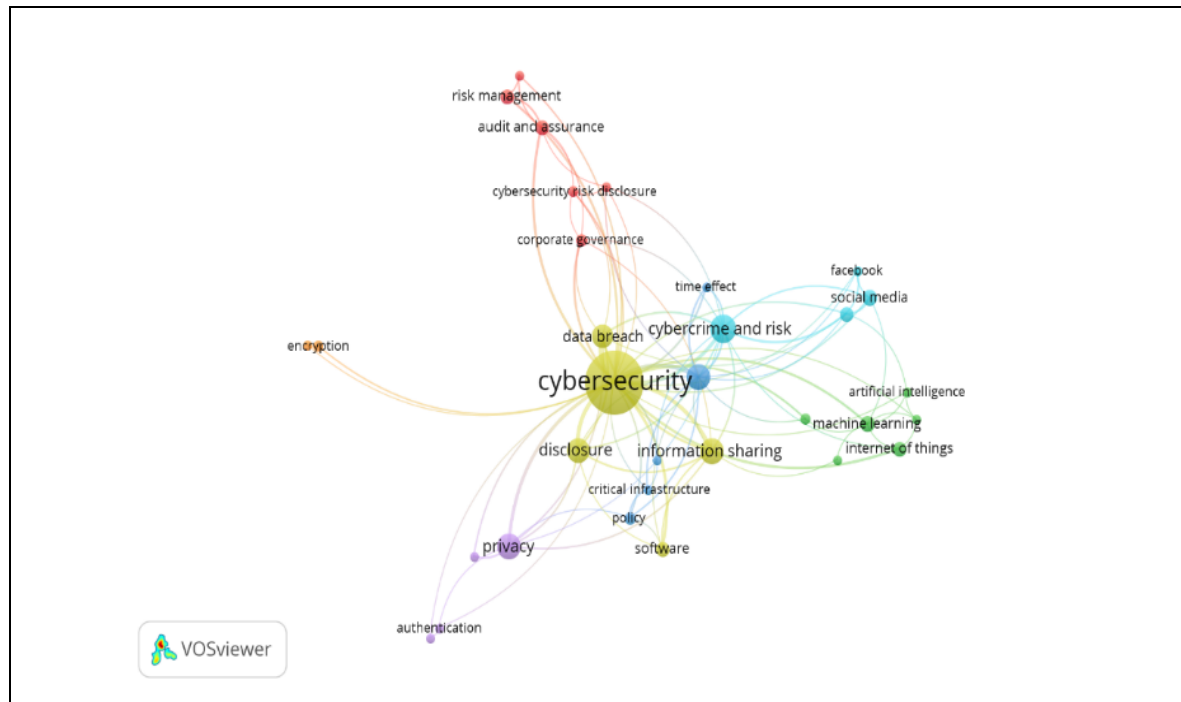 risk management
audit and assurance
cybersecurity risk disclosure
corporate governance
facebook
time effect
social media
cybercrime and risk
data breach
encryption
cybersecurity
artificial intelligence
machine learning
internet of things
disclosure
information sharing
critical infrastructure
policy
privacy
software
authentication
VOSviewer